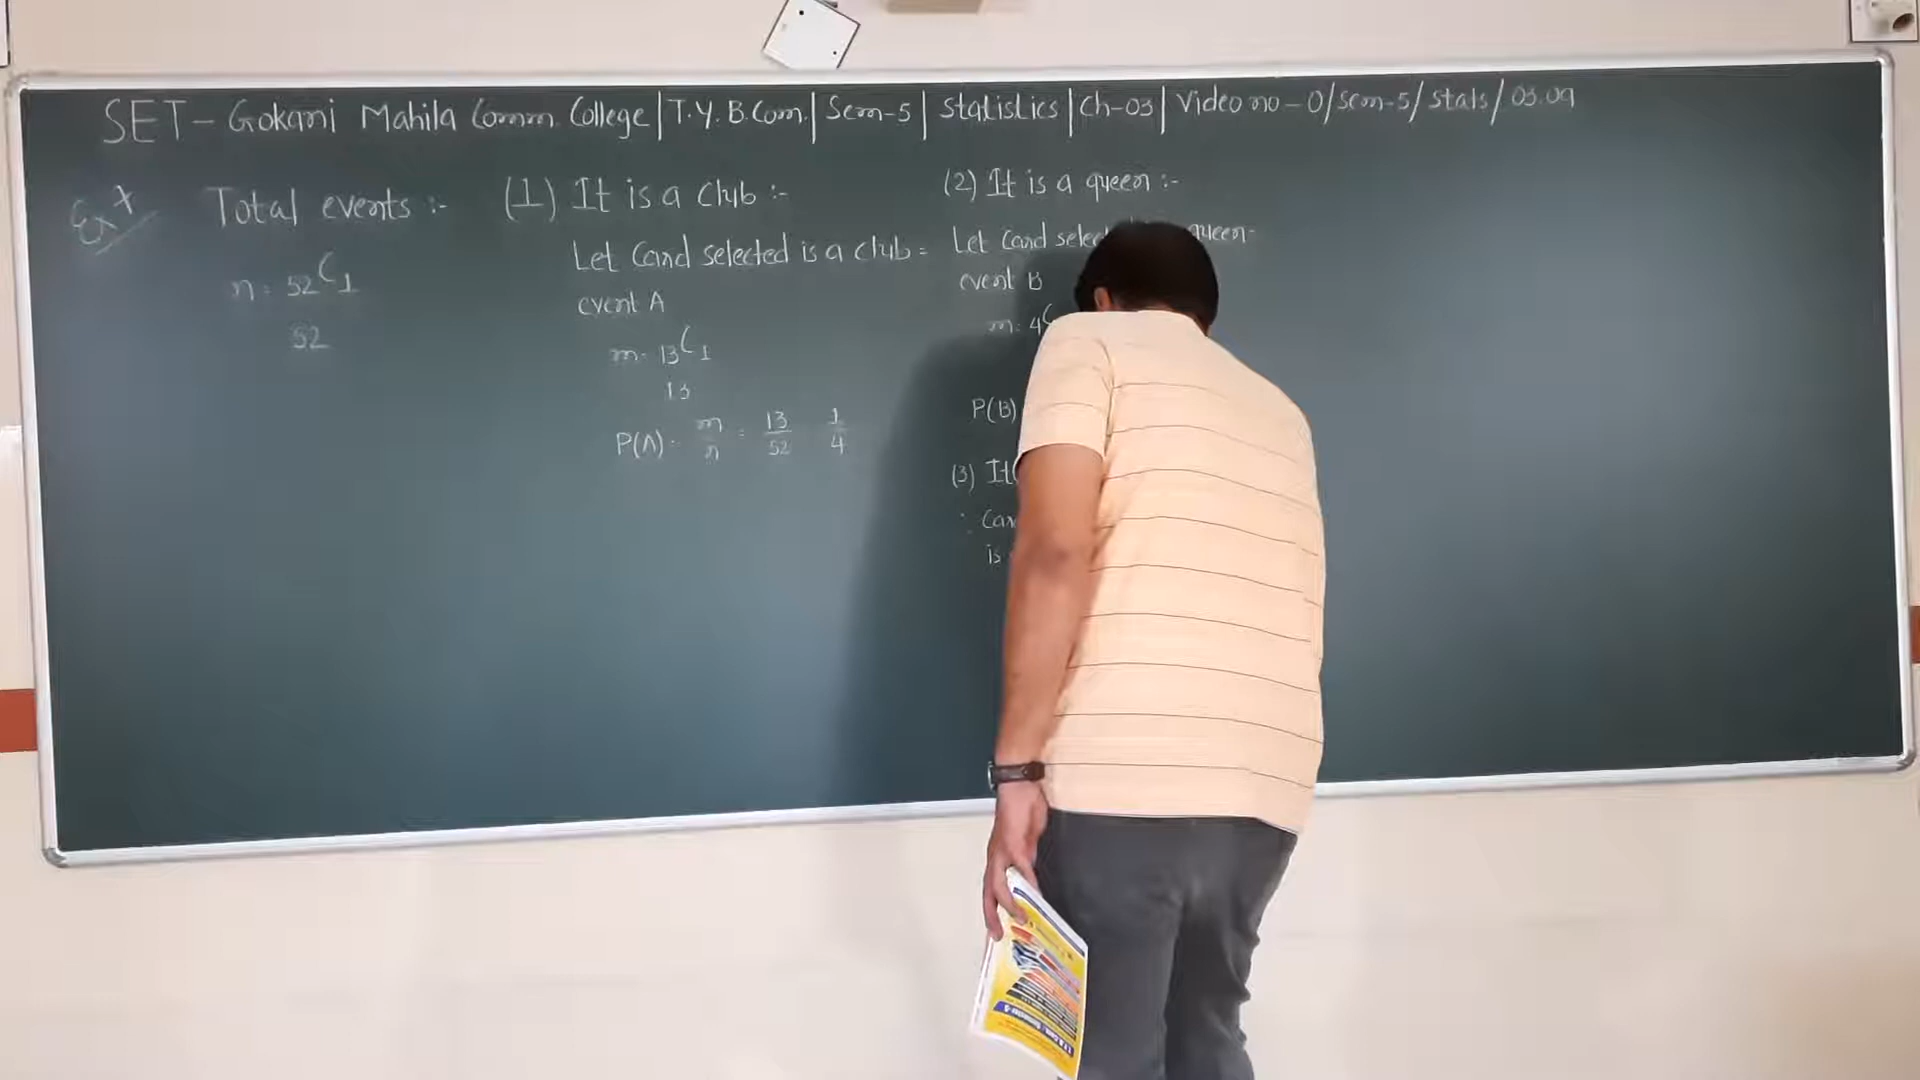 SET - Gokani Mahila Comm. College | T.Y. B.Com. | Sem-5 | Statistics | Ch-03 | Video no - 0/Sem-5/Stats/03.09
Ex
Total events :-
n = 52C1
52
(1) It is a club :-
Let Card selected is a club =
event A
m = 13C1
13
P(A) = m/n = 13/52 1/4
(2) It is a queen :-
Let Card selec queen =
event B
m = 4C
P(B)
(3) It
∴ Car
is